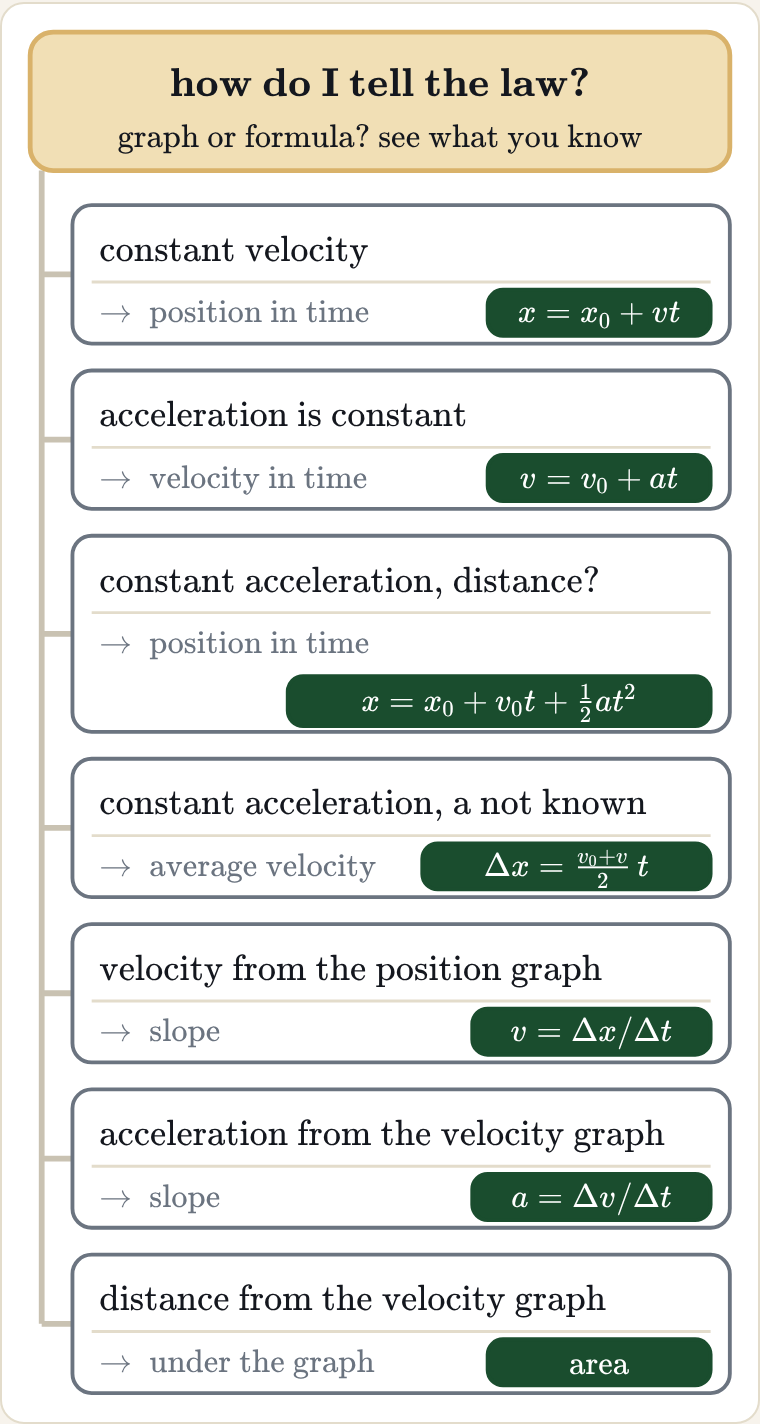 how do I tell the law?
graph or formula? see what you know
constant velocity
→ position in time x = x₀ + vt
acceleration is constant
→ velocity in time v = v₀ + at
constant acceleration, distance?
→ position in time
x = x₀ + v₀t + ½at²
constant acceleration, a not known
→ average velocity Δx = (v₀+v)/2 t
velocity from the position graph
→ slope v = Δx/Δt
acceleration from the velocity graph
→ slope a = Δv/Δt
distance from the velocity graph
→ under the graph area